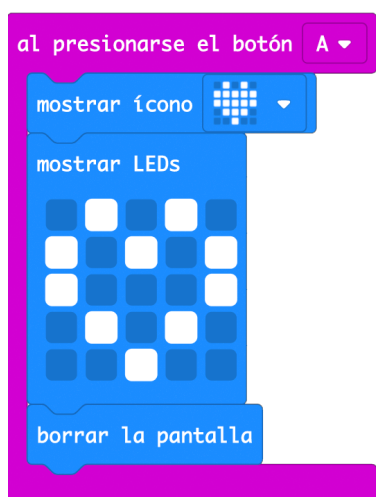 al presionarse el botón A
mostrar ícono
mostrar LEDs
borrar la pantalla